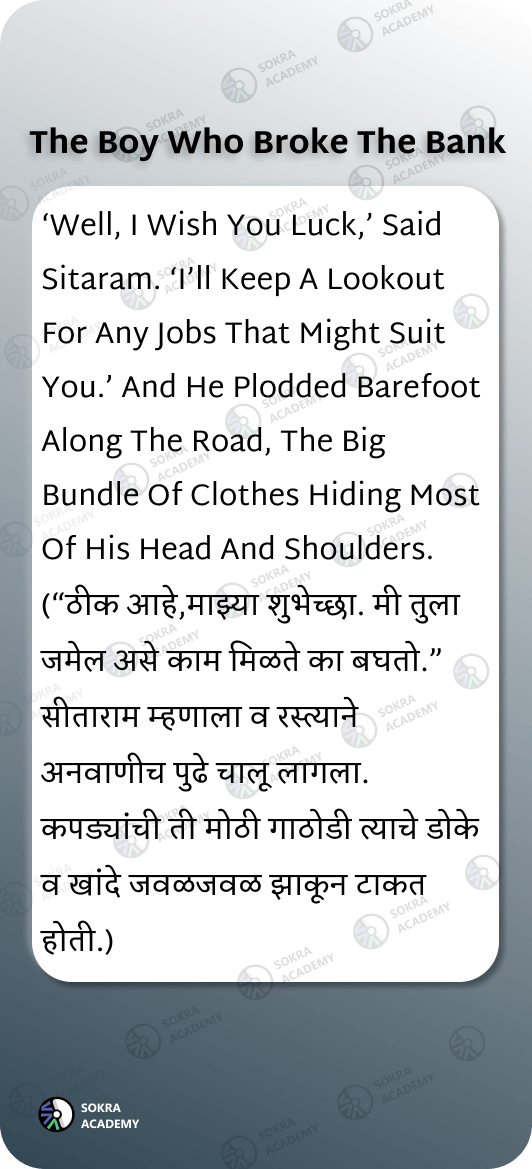 The Boy Who Broke The Bank
‘Well, I Wish You Luck,’ Said
Sitaram. ‘I’ll Keep A Lookout
For Any Jobs That Might Suit
You.’ And He Plodded Barefoot
Along The Road, The Big
Bundle Of Clothes Hiding Most
Of His Head And Shoulders.
(“ठीक आहे,माझ्या शुभेच्छा. मी तुला
जमेल असे काम मिळते का बघतो.”
सीताराम म्हणाला व रस्त्याने
अनवाणीच पुढे चालू लागला.
कपड्यांची ती मोठी गाठोडी त्याचे डोके
व खांदे जवळजवळ झाकून टाकत
होती.)
SOKRA
ACADEMY